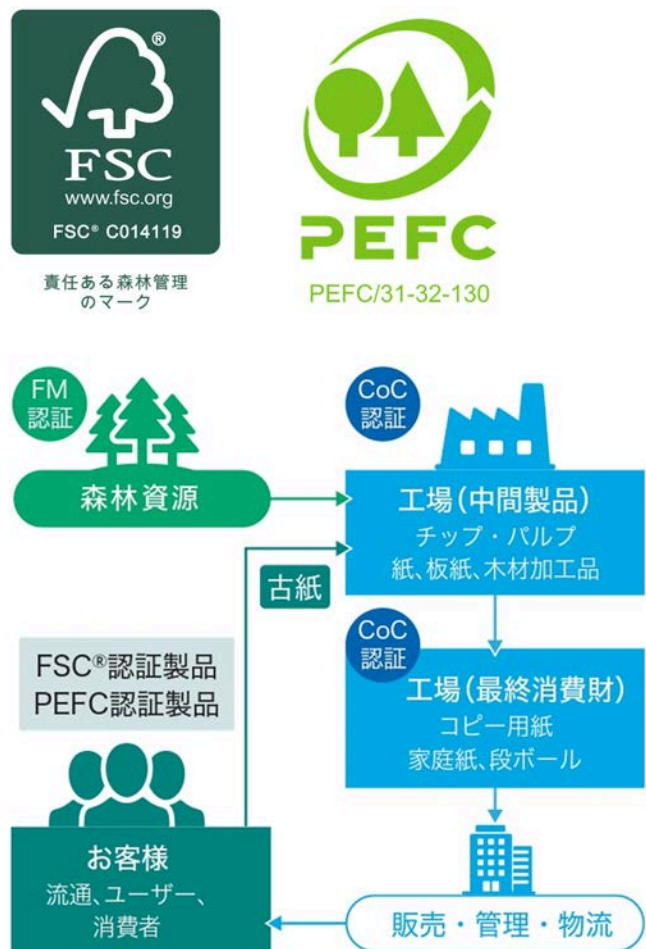 ®
FSC
www.fsc.org
FSC® C014119
責任ある森林管理
のマーク
PEFC
PEFC/31-32-130
FM
認証
森林資源
CoC
認証
工場(中間製品)
チップ・パルプ
紙、板紙、木材加工品
古紙
CoC
認証
工場(最終消費財)
コピー用紙
家庭紙、段ボール
FSC®認証製品
PEFC認証製品
お客様
流通、ユーザー、
消費者
販売・管理・物流